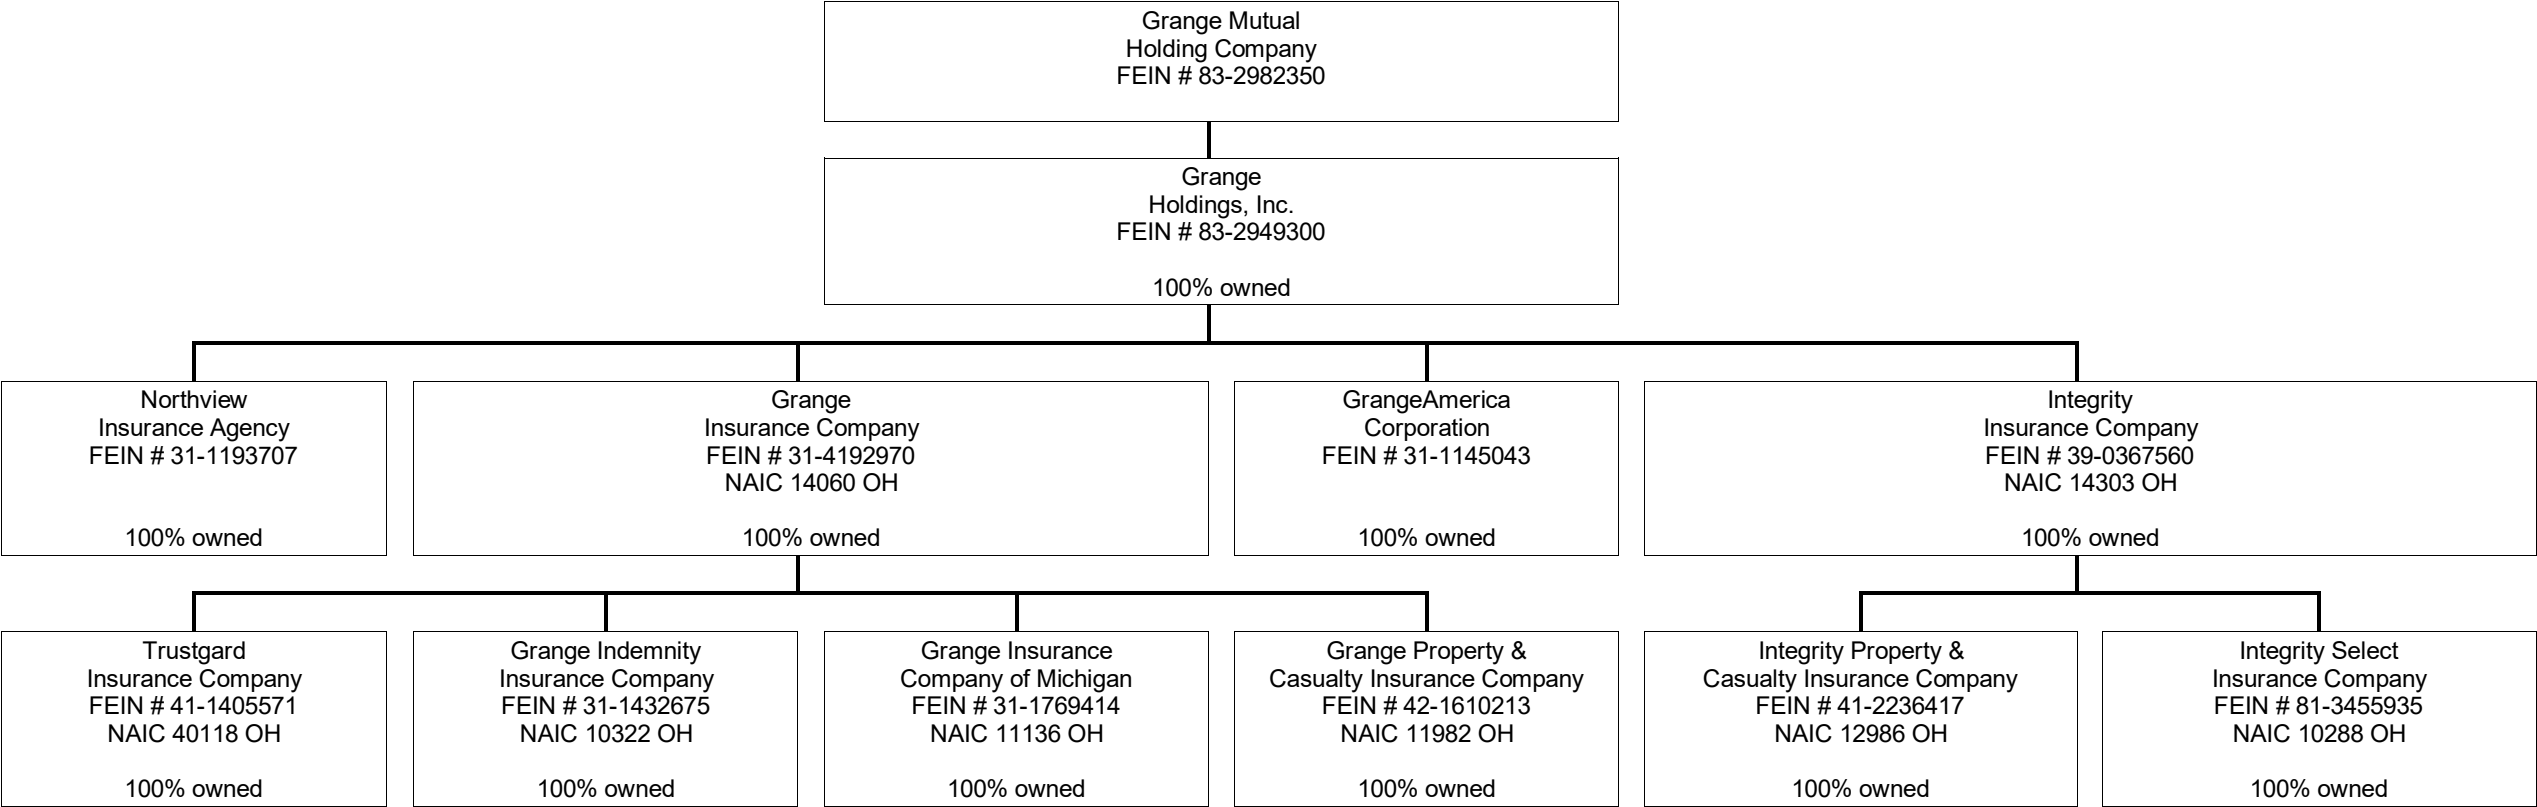 Grange Mutual
Holding Company
FEIN # 83-2982350
Grange
Holdings, Inc.
FEIN # 83-2949300
100% owned
Northview
Insurance Agency
FEIN # 31-1193707
100% owned
Grange
Insurance Company
FEIN # 31-4192970
NAIC 14060 OH
100% owned
GrangeAmerica
Corporation
FEIN # 31-1145043
100% owned
Integrity
Insurance Company
FEIN # 39-0367560
NAIC 14303 OH
100% owned
Trustgard
Insurance Company
FEIN # 41-1405571
NAIC 40118 OH
100% owned
Grange Indemnity
Insurance Company
FEIN # 31-1432675
NAIC 10322 OH
100% owned
Grange Insurance
Company of Michigan
FEIN # 31-1769414
NAIC 11136 OH
100% owned
Grange Property &
Casualty Insurance Company
FEIN # 42-1610213
NAIC 11982 OH
100% owned
Integrity Property &
Casualty Insurance Company
FEIN # 41-2236417
NAIC 12986 OH
100% owned
Integrity Select
Insurance Company
FEIN # 81-3455935
NAIC 10288 OH
100% owned